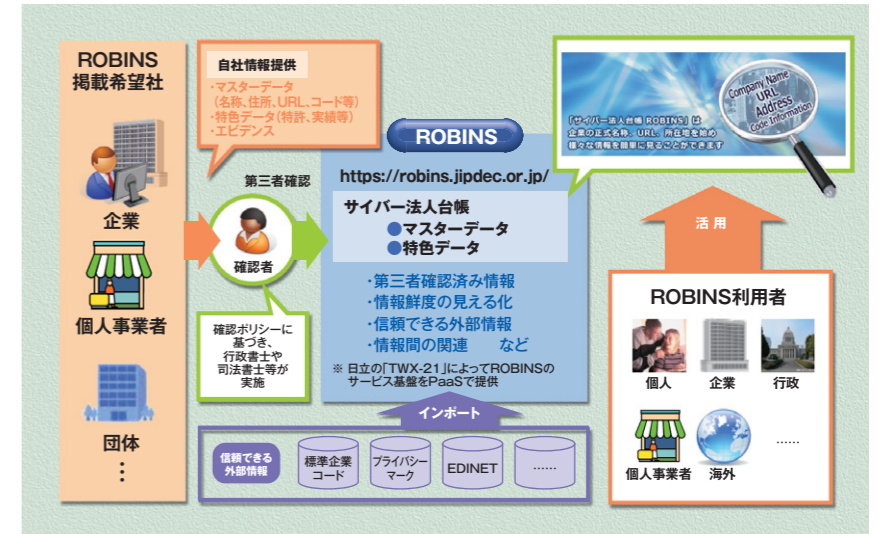 ROBINS
掲載希望社
企業
個人事業者
団体
⋮
自社情報提供
・マスターデータ
(名称、住所、URL、コード等)
・特色データ(特許、実績等)
・エビデンス
第三者確認
確認者
確認ポリシーに
基づき、
行政書士や
司法書士等が
実施
ROBINS
https://robins.jipdec.or.jp/
サイバー法人台帳
●マスターデータ
●特色データ
・第三者確認済み情報
・情報鮮度の見える化
・信頼できる外部情報
・情報間の関連 など
※ 日立の「TWX-21」によってROBINSの
サービス基盤をPaaSで提供
インポート
信頼できる
外部情報
標準企業
コード
プライバシー
マーク
EDINET
……
「サイバー法人台帳 ROBINS」は
企業の正式名称、URL、所在地を始め
様々な情報を簡単に見ることができます
Company Name
URL
Address
Code Information
活用
ROBINS利用者
個人
企業
行政
個人事業者
海外
……